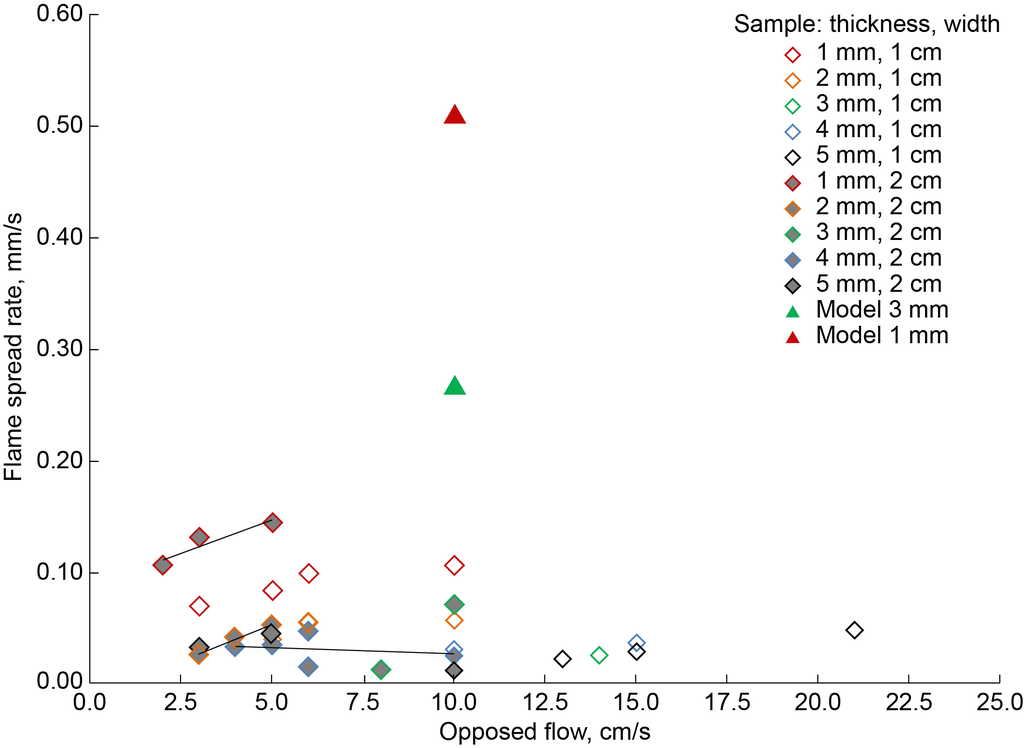 0.60
0.50
0.40
0.30
0.20
0.10
0.00
Flame spread rate, mm/s
Sample: thickness, width
1 mm, 1 cm
2 mm, 1 cm
3 mm, 1 cm
4 mm, 1 cm
5 mm, 1 cm
1 mm, 2 cm
2 mm, 2 cm
3 mm, 2 cm
4 mm, 2 cm
5 mm, 2 cm
Model 3 mm
Model 1 mm
0.0 2.5 5.0 7.5 10.0 12.5 15.0 17.5 20.0 22.5 25.0
Opposed flow, cm/s